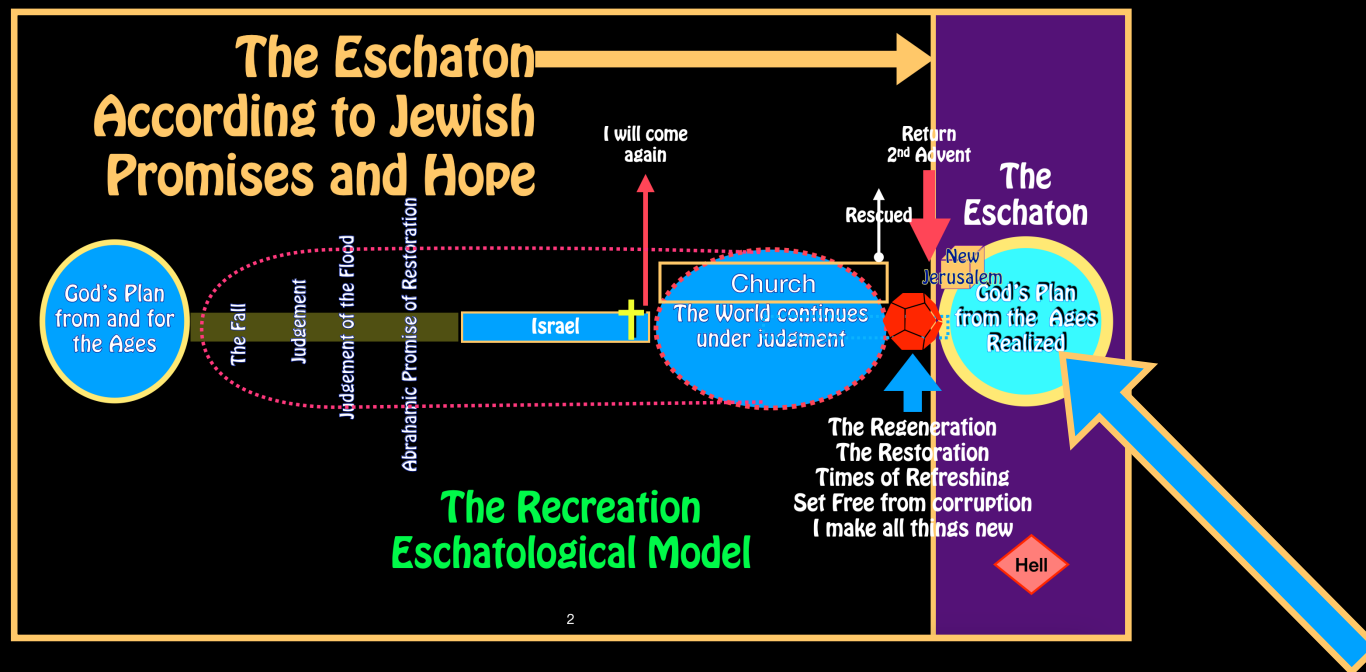 The Eschaton
According to Jewish
Promises and Hope
I will come
again
Return
2nd Advent
Rescued
The
Eschaton
God's Plan
from and for
the Ages
The Fall
Judgement
Judgement of the Flood
Abrahamic Promise of Restoration
Israel
Church
The World continues
under Judgment
New
Jerusalem
God's Plan
from the Ages
Realized
The Regeneration
The Restoration
Times of Refreshing
Set Free from corruption
I make all things new
The Recreation
Eschatological Model
Hell
2